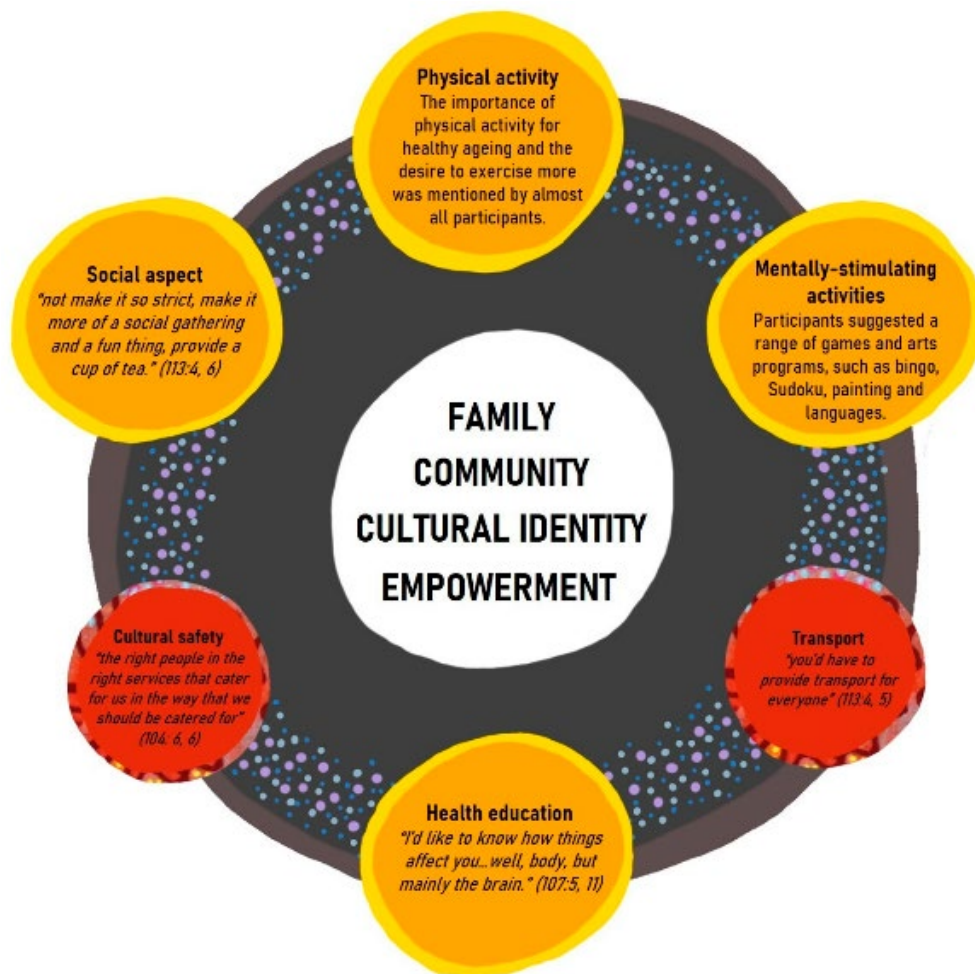 Physical activity
The importance of
physical activity for
healthy ageing and the
desire to exercise more
was mentioned by almost
all participants.
Social aspect
"not make it so strict, make it
more of a social gathering
and a fun thing, provide a
cup of tea." (113:4, 6)
Mentally-stimulating
activities
Participants suggested a
range of games and arts
programs, such as bingo,
Sudoku, painting and
languages.
FAMILY
COMMUNITY
CULTURAL IDENTITY
EMPOWERMENT
Cultural safety
"the right people in the
right services that cater
for us in the way that we
should be catered for"
(104: 6, 6)
Transport
"you'd have to
provide transport for
everyone" (113:4, 5)
Health education
"I'd like to know how things
affect you...well, body, but
mainly the brain." (107:5, 11)